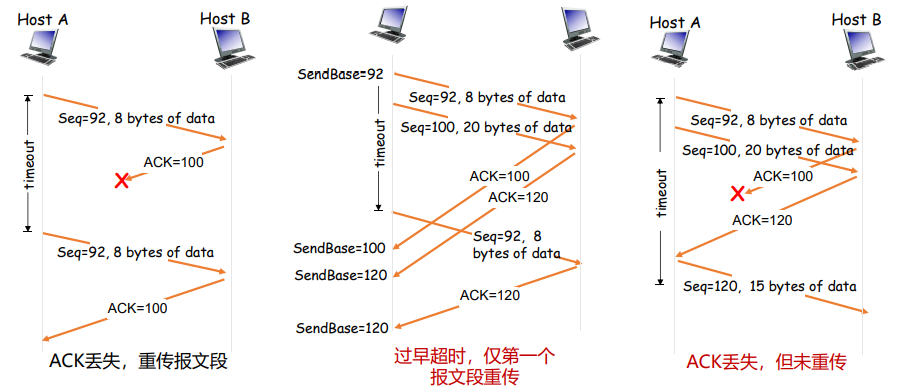 Host A
Host B
timeout
Seq=92, 8 bytes of data
ACK=100
X
Seq=92, 8 bytes of data
ACK=100
ACK丢失，重传报文段
SendBase=92
timeout
Seq=92, 8 bytes of data
Seq=100, 20 bytes of data
ACK=100
ACK=120
Seq=92, 8
bytes of data
SendBase=100
SendBase=120
ACK=120
SendBase=120
过早超时，仅第一个
报文段重传
Host A
Host B
timeout
Seq=92, 8 bytes of data
Seq=100, 20 bytes of data
ACK=100
X
ACK=120
Seq=120, 15 bytes of data
ACK丢失，但未重传